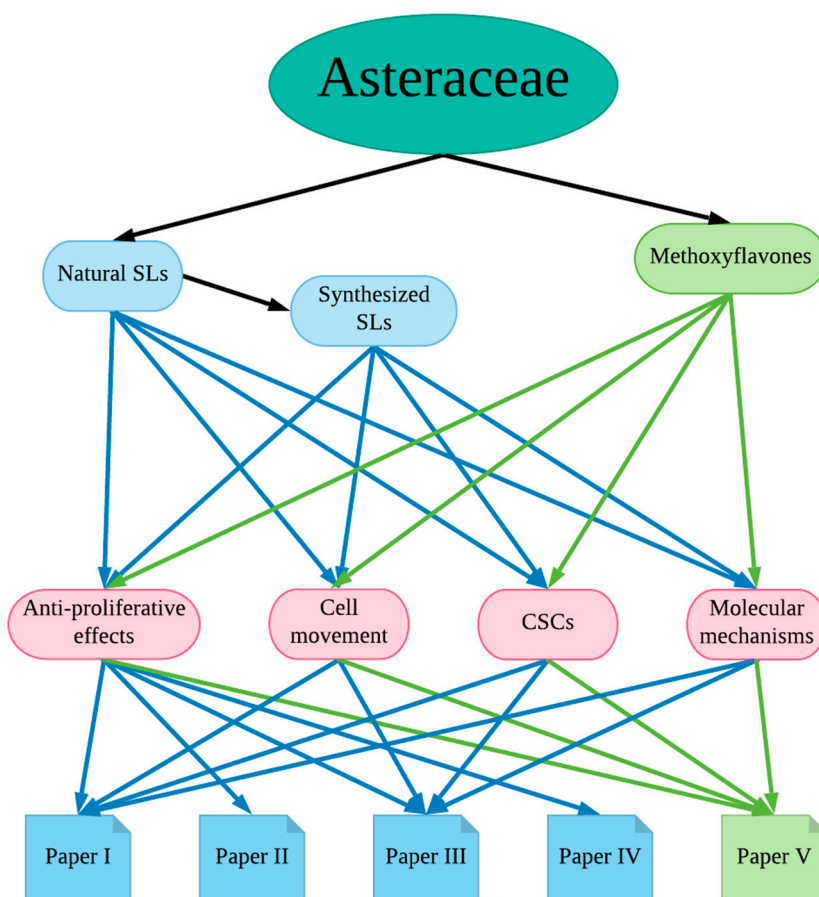 Asteraceae
Natural SLs
Synthesized
SLs
Methoxyflavones
Anti-proliferative
effects
Cell
movement
CSCs
Molecular
mechanisms
Paper I
Paper II
Paper III
Paper IV
Paper V